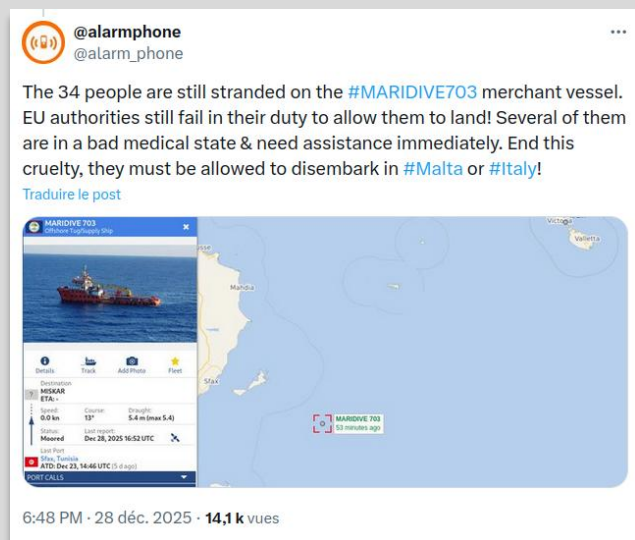 @alarmphone
@alarm_phone
The 34 people are still stranded on the #MARIDIVE703 merchant vessel.
EU authorities still fail in their duty to allow them to land! Several of them
are in a bad medical state & need assistance immediately. End this
cruelty, they must be allowed to disembark in #Malta or #Italy!
Traduire le post
MARIDIVE 703
Offshore Tug/Supply Ship
Details Track Add Photo Fleet
Destination
MISKAR
ETA: -
Speed: Course: Draught:
0.0 kn 13° 5.4 m (max 5.4)
Status: Last report:
Moored Dec 28, 2025 16:52 UTC
Last Port
Sfax, Tunisia
ATD: Dec 23, 14:46 UTC (5 d ago)
PORT CALLS
Valletta
Mahdia
Sfax
MARIDIVE 703
53 minutes ago
6:48 PM · 28 déc. 2025 · 14,1 k vues